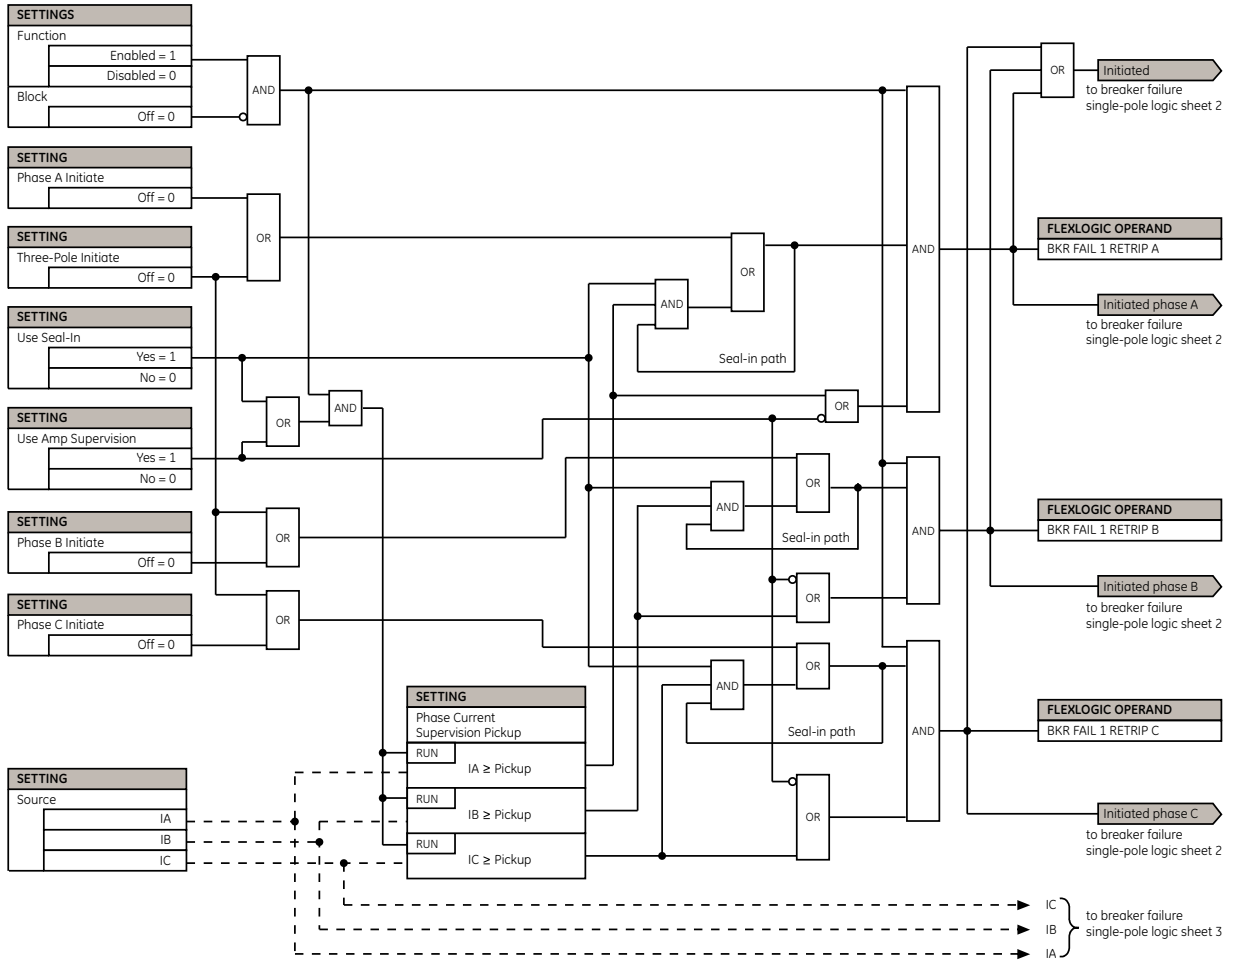 SETTINGS
Function
Enabled = 1
Disabled = 0
Block
Off = 0
AND
SETTING
Phase A Initiate
Off = 0
OR
SETTING
Three-Pole Initiate
Off = 0
SETTING
Use Seal-In
Yes = 1
No = 0
OR
AND
SETTING
Use Amp Supervision
Yes = 1
No = 0
SETTING
Phase B Initiate
Off = 0
OR
SETTING
Phase C Initiate
Off = 0
OR
SETTING
Source
IA
IB
IC
SETTING
Phase Current
Supervision Pickup
RUN
IA ≥ Pickup
RUN
IB ≥ Pickup
RUN
IC ≥ Pickup
AND
OR
Seal-in path
OR
AND
AND
OR
Seal-in path
OR
AND
AND
OR
Seal-in path
OR
AND
OR
Initiated
to breaker failure
single-pole logic sheet 2
FLEXLOGIC OPERAND
BKR FAIL 1 RETRIP A
Initiated phase A
to breaker failure
single-pole logic sheet 2
FLEXLOGIC OPERAND
BKR FAIL 1 RETRIP B
Initiated phase B
to breaker failure
single-pole logic sheet 2
FLEXLOGIC OPERAND
BKR FAIL 1 RETRIP C
Initiated phase C
to breaker failure
single-pole logic sheet 2
IC
IB
IA
to breaker failure
single-pole logic sheet 3